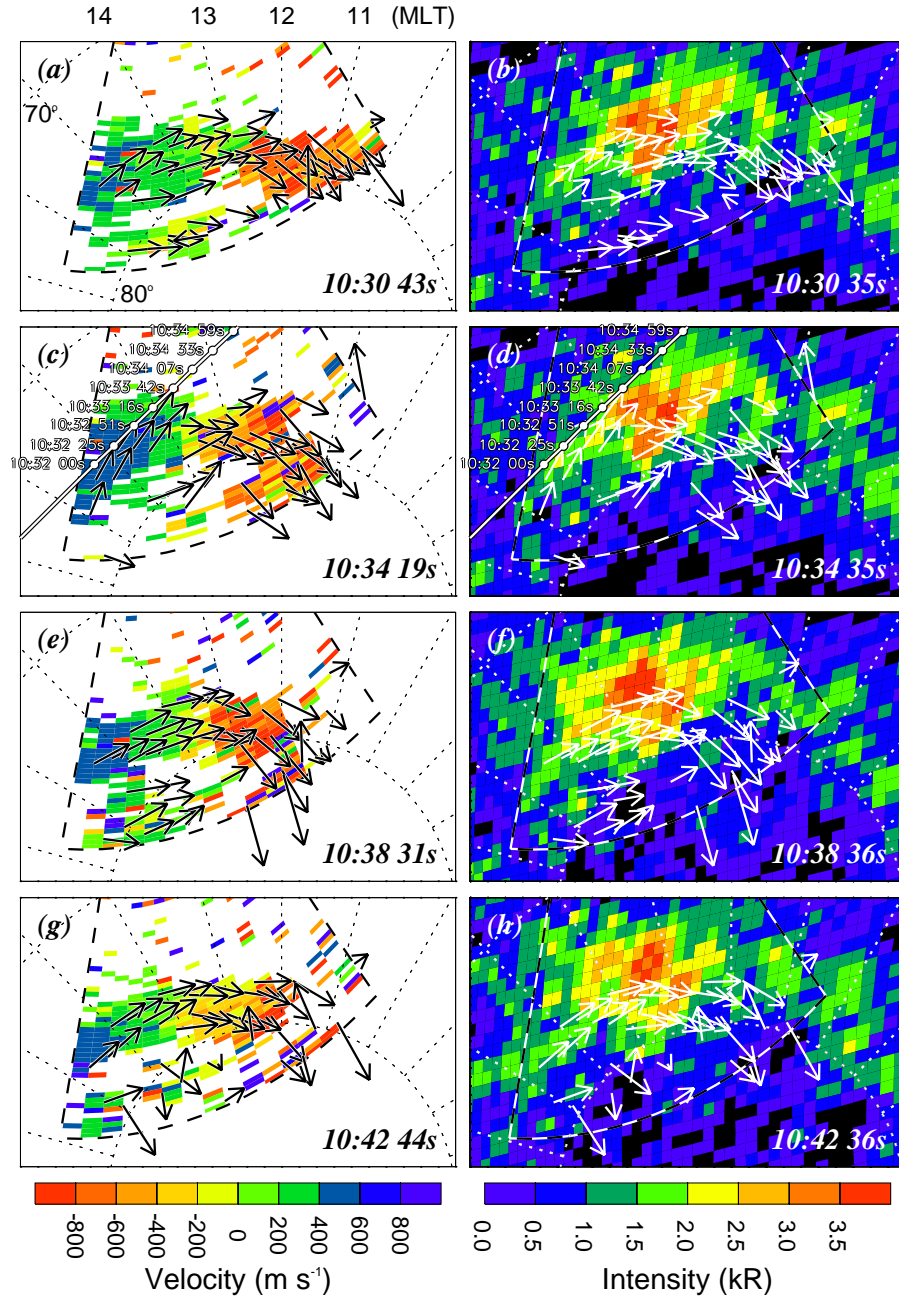 14 13 12 11 (MLT)
(a)
70°
80°
10:30 43s
(b)
10:30 35s
(c)
10:34 59s
10:34 33s
10:34 07s
10:33 42s
10:33 16s
10:32 51s
10:32 25s
10:32 00s
10:34 19s
(d)
10:34 59s
10:34 33s
10:34 07s
10:33 42s
10:33 16s
10:32 51s
10:32 25s
10:32 00s
10:34 35s
(e)
10:38 31s
(f)
10:38 36s
(g)
10:42 44s
(h)
10:42 36s
-800 -600 -400 -200 0 200 400 600 800
Velocity (m s⁻¹)
0.0 0.5 1.0 1.5 2.0 2.5 3.0 3.5
Intensity (kR)